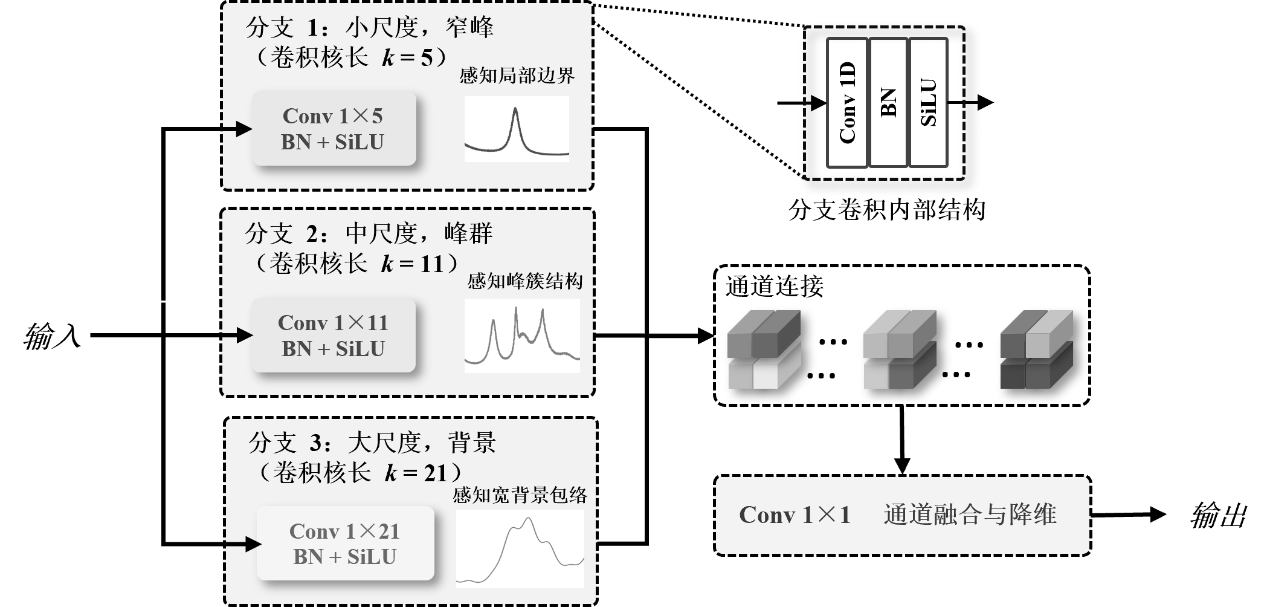 分支 1：小尺度，窄峰
（卷积核长 k = 5）
感知局部边界
Conv 1×5
BN + SiLU
Conv 1D
BN
SiLU
分支卷积内部结构
分支 2：中尺度，峰群
（卷积核长 k = 11）
感知峰簇结构
Conv 1×11
BN + SiLU
输入
通道连接
...
...
...
...
分支 3：大尺度，背景
（卷积核长 k = 21）
感知宽背景包络
Conv 1×21
BN + SiLU
Conv 1×1 通道融合与降维
输出